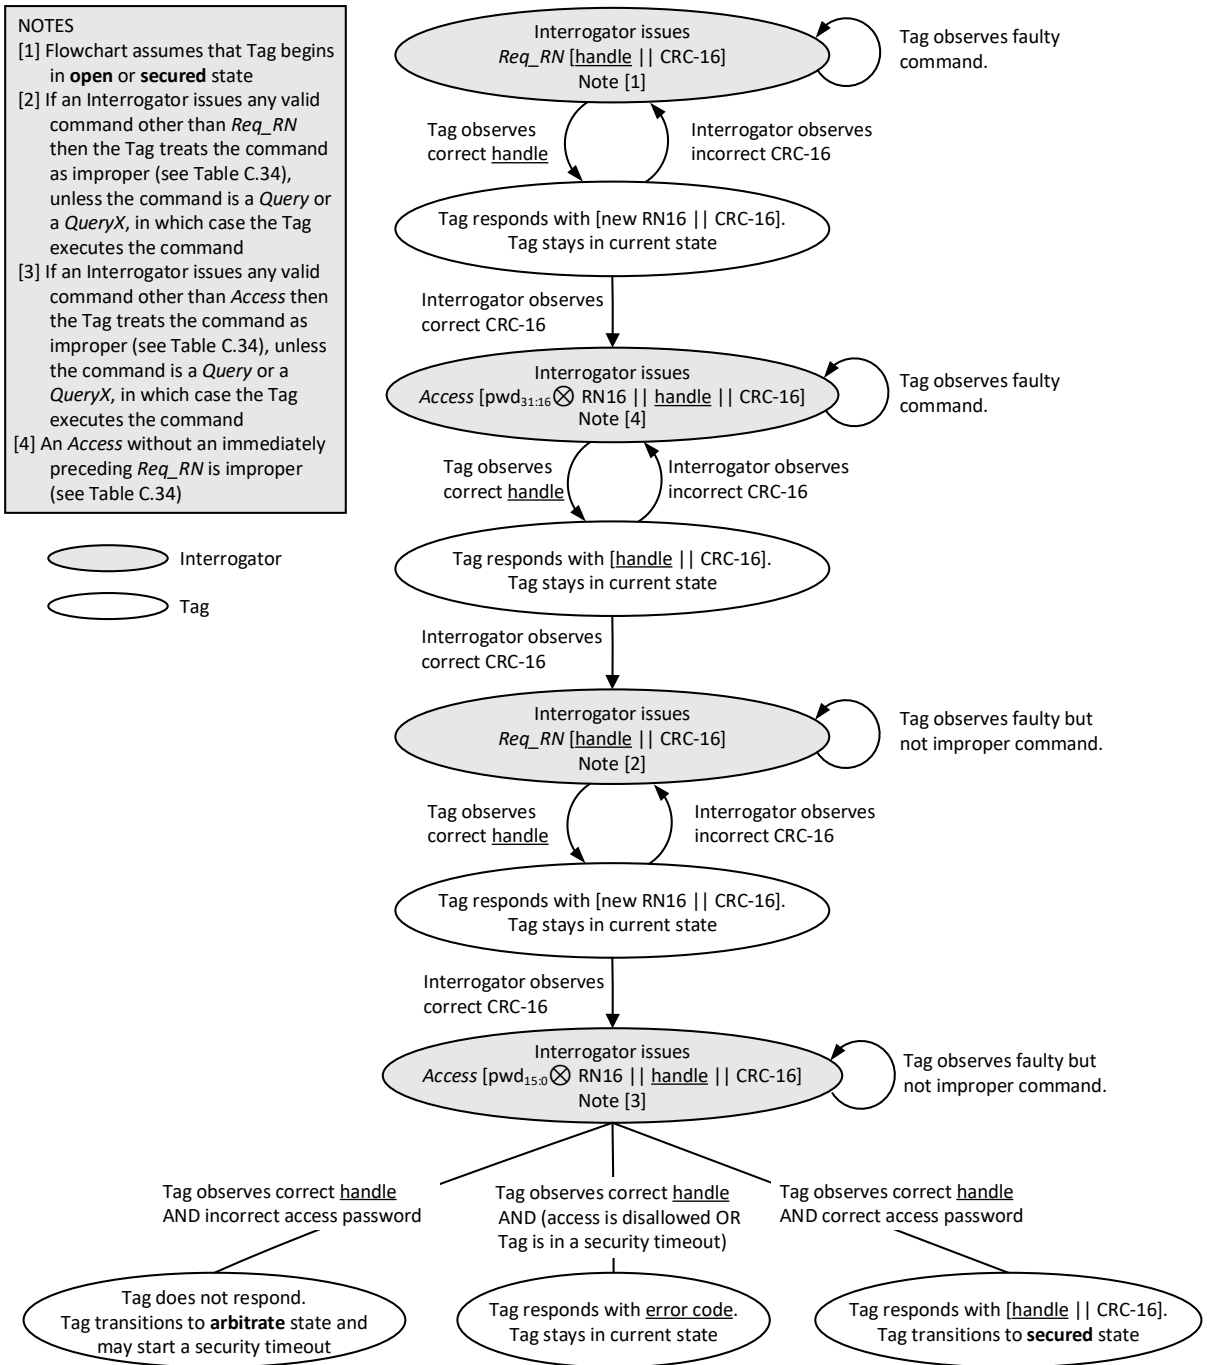 NOTES
[1] Flowchart assumes that Tag begins
in open or secured state
[2] If an Interrogator issues any valid
command other than Req_RN
then the Tag treats the command
as improper (see Table C.34),
unless the command is a Query or
a QueryX, in which case the Tag
executes the command
[3] If an Interrogator issues any valid
command other than Access then
the Tag treats the command as
improper (see Table C.34), unless
the command is a Query or a
QueryX, in which case the Tag
executes the command
[4] An Access without an immediately
preceding Req_RN is improper
(see Table C.34)
Interrogator
Tag
Interrogator issues
Req_RN [handle || CRC-16]
Note [1]
Tag observes faulty
command.
Tag observes
correct handle
Interrogator observes
incorrect CRC-16
Tag responds with [new RN16 || CRC-16].
Tag stays in current state
Interrogator observes
correct CRC-16
Interrogator issues
Access [pwd31:16⊗ RN16 || handle || CRC-16]
Note [4]
Tag observes faulty
command.
Tag observes
correct handle
Interrogator observes
incorrect CRC-16
Tag responds with [handle || CRC-16].
Tag stays in current state
Interrogator observes
correct CRC-16
Interrogator issues
Req_RN [handle || CRC-16]
Note [2]
Tag observes faulty but
not improper command.
Tag observes
correct handle
Interrogator observes
incorrect CRC-16
Tag responds with [new RN16 || CRC-16].
Tag stays in current state
Interrogator observes
correct CRC-16
Interrogator issues
Access [pwd15:0⊗ RN16 || handle || CRC-16]
Note [3]
Tag observes faulty but
not improper command.
Tag observes correct handle
AND incorrect access password
Tag observes correct handle
AND (access is disallowed OR
Tag is in a security timeout)
Tag observes correct handle
AND correct access password
Tag does not respond.
Tag transitions to arbitrate state and
may start a security timeout
Tag responds with error code.
Tag stays in current state
Tag responds with [handle || CRC-16].
Tag transitions to secured state